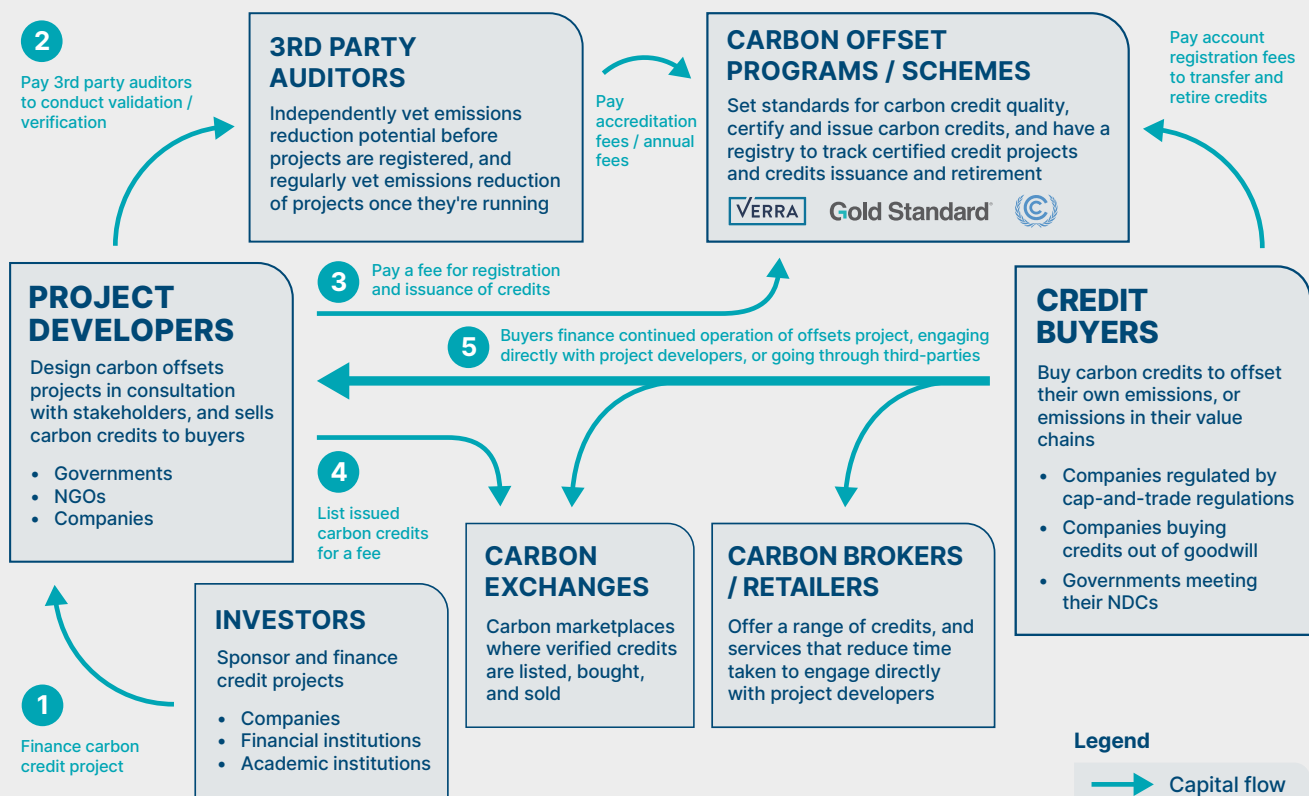 2
Pay 3rd party auditors
to conduct validation /
verification
3RD PARTY
AUDITORS
Independently vet emissions
reduction potential before
projects are registered, and
regularly vet emissions reduction
of projects once they're running
Pay
accreditation
fees / annual
fees
CARBON OFFSET
PROGRAMS / SCHEMES
Set standards for carbon credit quality,
certify and issue carbon credits, and have a
registry to track certified credit projects
and credits issuance and retirement
VERRA Gold Standard
Pay account
registration fees
to transfer and
retire credits
PROJECT
DEVELOPERS
Design carbon offsets
projects in consultation
with stakeholders, and sells
carbon credits to buyers
• Governments
• NGOs
• Companies
3
Pay a fee for registration
and issuance of credits
5
Buyers finance continued operation of offsets project, engaging
directly with project developers, or going through third-parties
CREDIT
BUYERS
Buy carbon credits to offset
their own emissions, or
emissions in their value
chains
• Companies regulated by
cap-and-trade regulations
• Companies buying
credits out of goodwill
• Governments meeting
their NDCs
4
List issued
carbon credits
for a fee
1
Finance carbon
credit project
INVESTORS
Sponsor and finance
credit projects
• Companies
• Financial institutions
• Academic institutions
CARBON
EXCHANGES
Carbon marketplaces
where verified credits
are listed, bought,
and sold
CARBON BROKERS
/ RETAILERS
Offer a range of credits, and
services that reduce time
taken to engage directly
with project developers
Legend
Capital flow